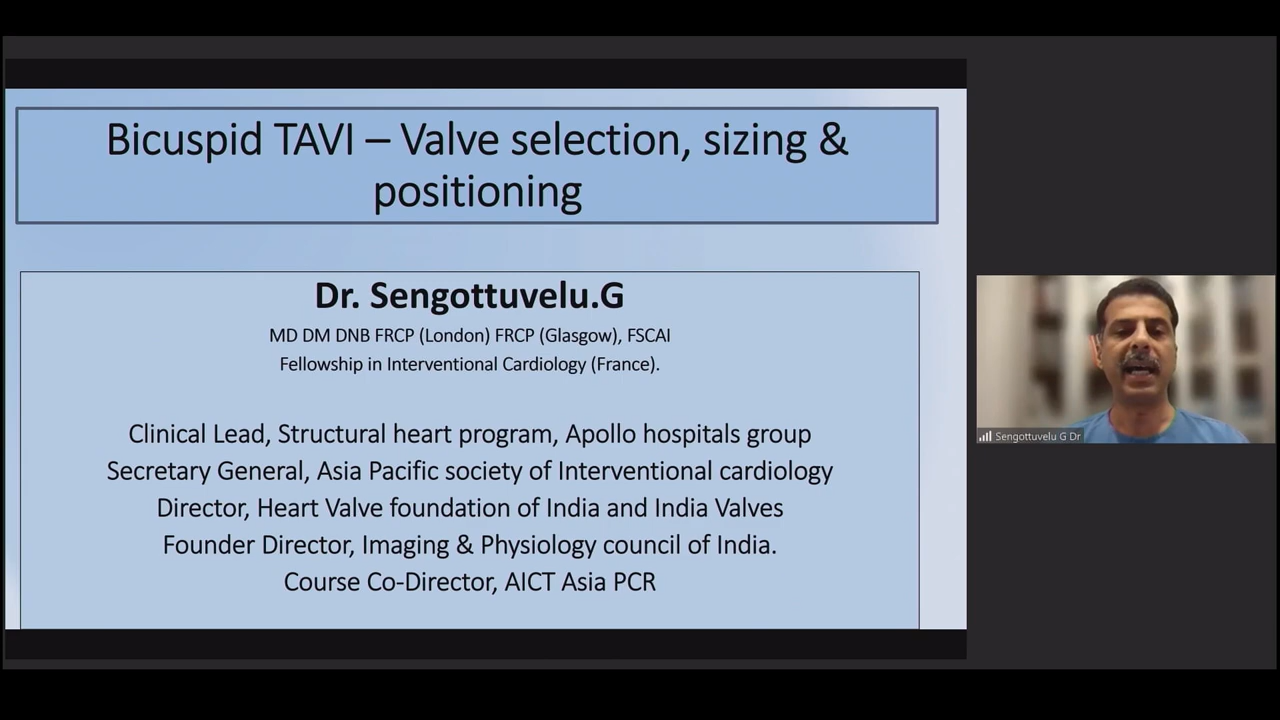 Bicuspid TAVI – Valve selection, sizing &
positioning
Dr. Sengottuvelu.G
MD DM DNB FRCP (London) FRCP (Glasgow), FSCAI
Fellowship in Interventional Cardiology (France).
Clinical Lead, Structural heart program, Apollo hospitals group
Secretary General, Asia Pacific society of Interventional cardiology
Director, Heart Valve foundation of India and India Valves
Founder Director, Imaging & Physiology council of India.
Course Co-Director, AICT Asia PCR
Sengottuvelu G Dr